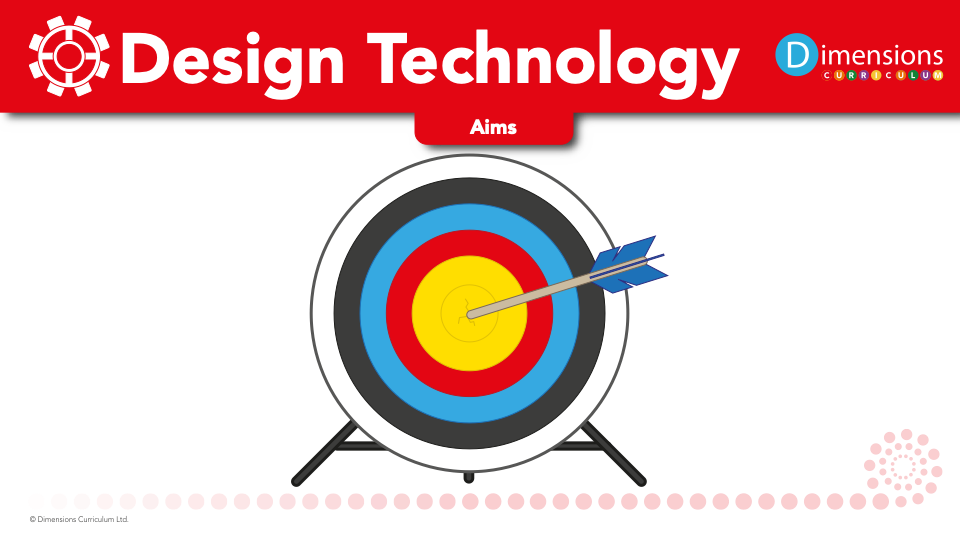 Design Technology
Dimensions
CURRICULUM
Aims
© Dimensions Curriculum Ltd.